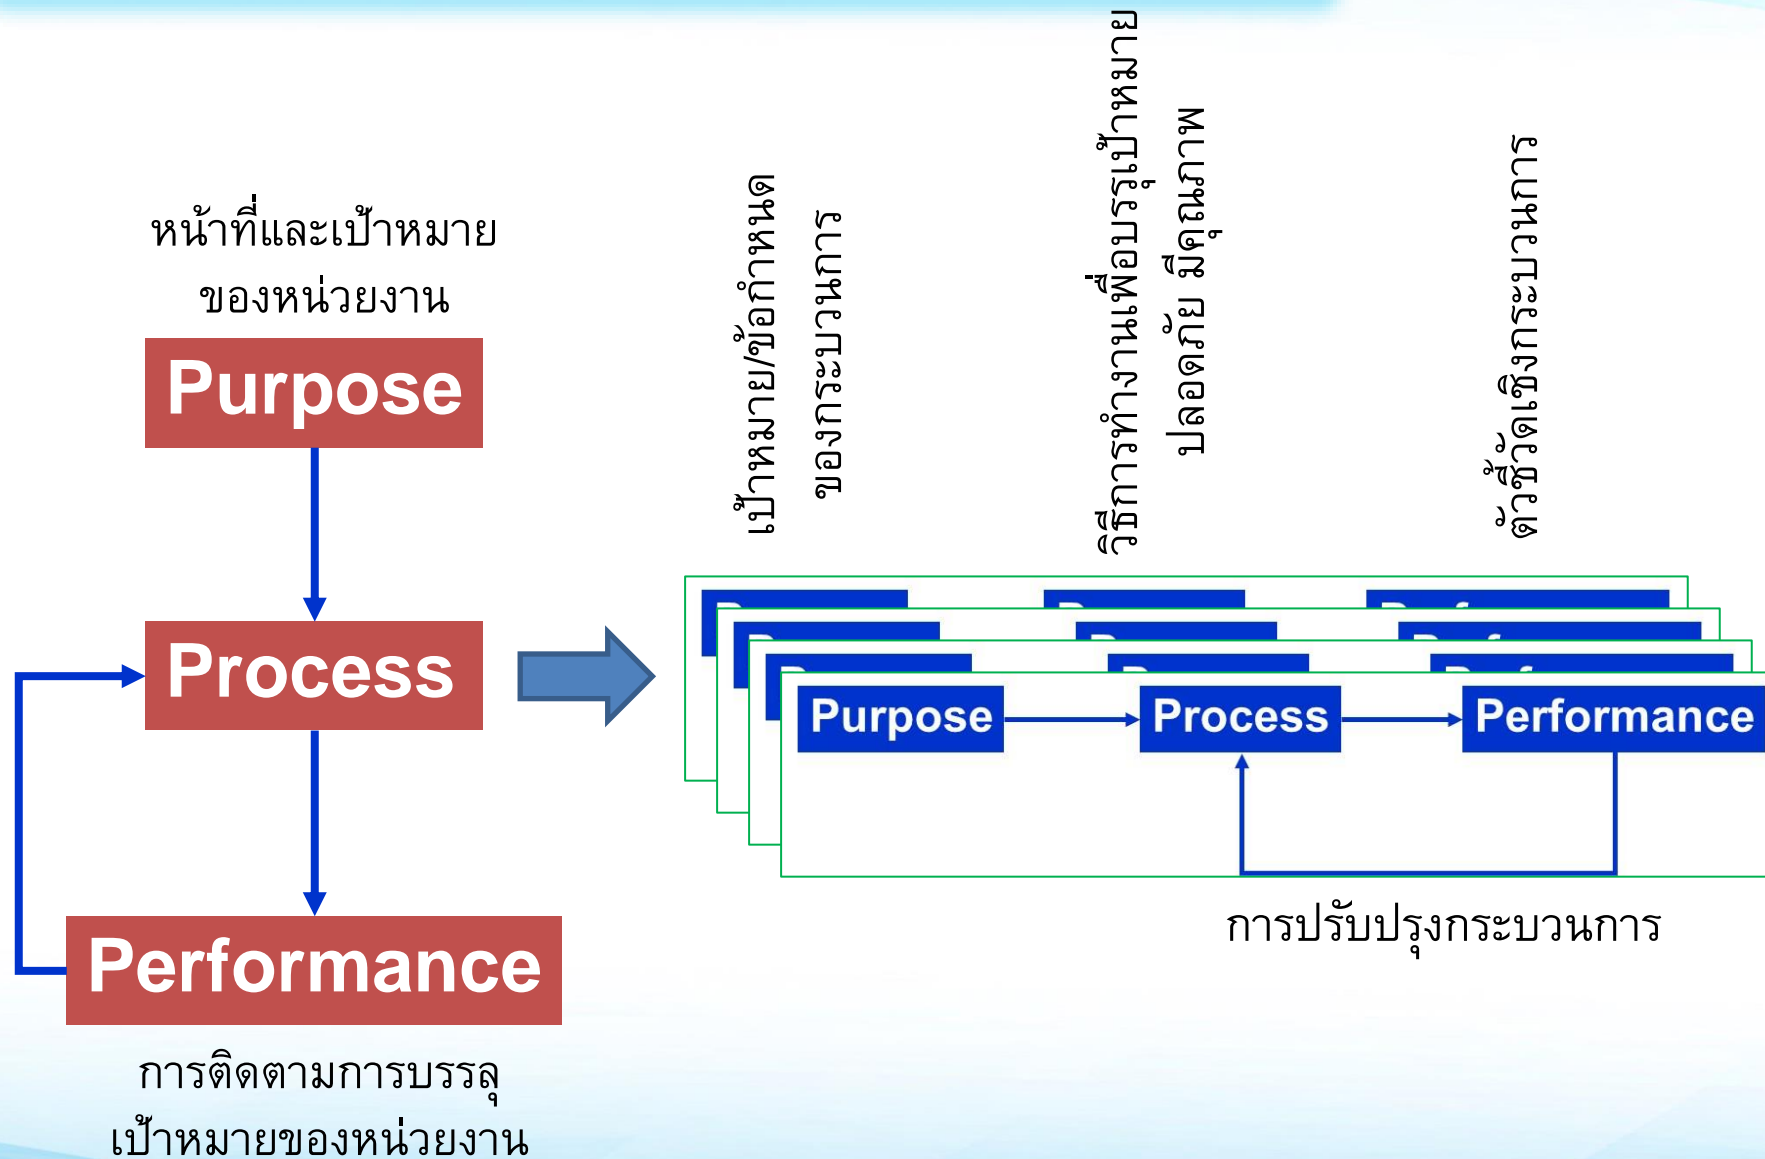 หน้าที่และเป้าหมาย
ของหน่วยงาน
Purpose
Process
Performance
การติดตามการบรรลุ
เป้าหมายของหน่วยงาน
เป้าหมาย/ข้อกำหนด
ของกระบวนการ
วิธีการทำงานเพื่อบรรุเป้าหมาย
ปลอดภัย มีคุณภาพ
ตัวชี้วัดเชิงกระบวนการ
Purpose
Process
Performance
การปรับปรุงกระบวนการ